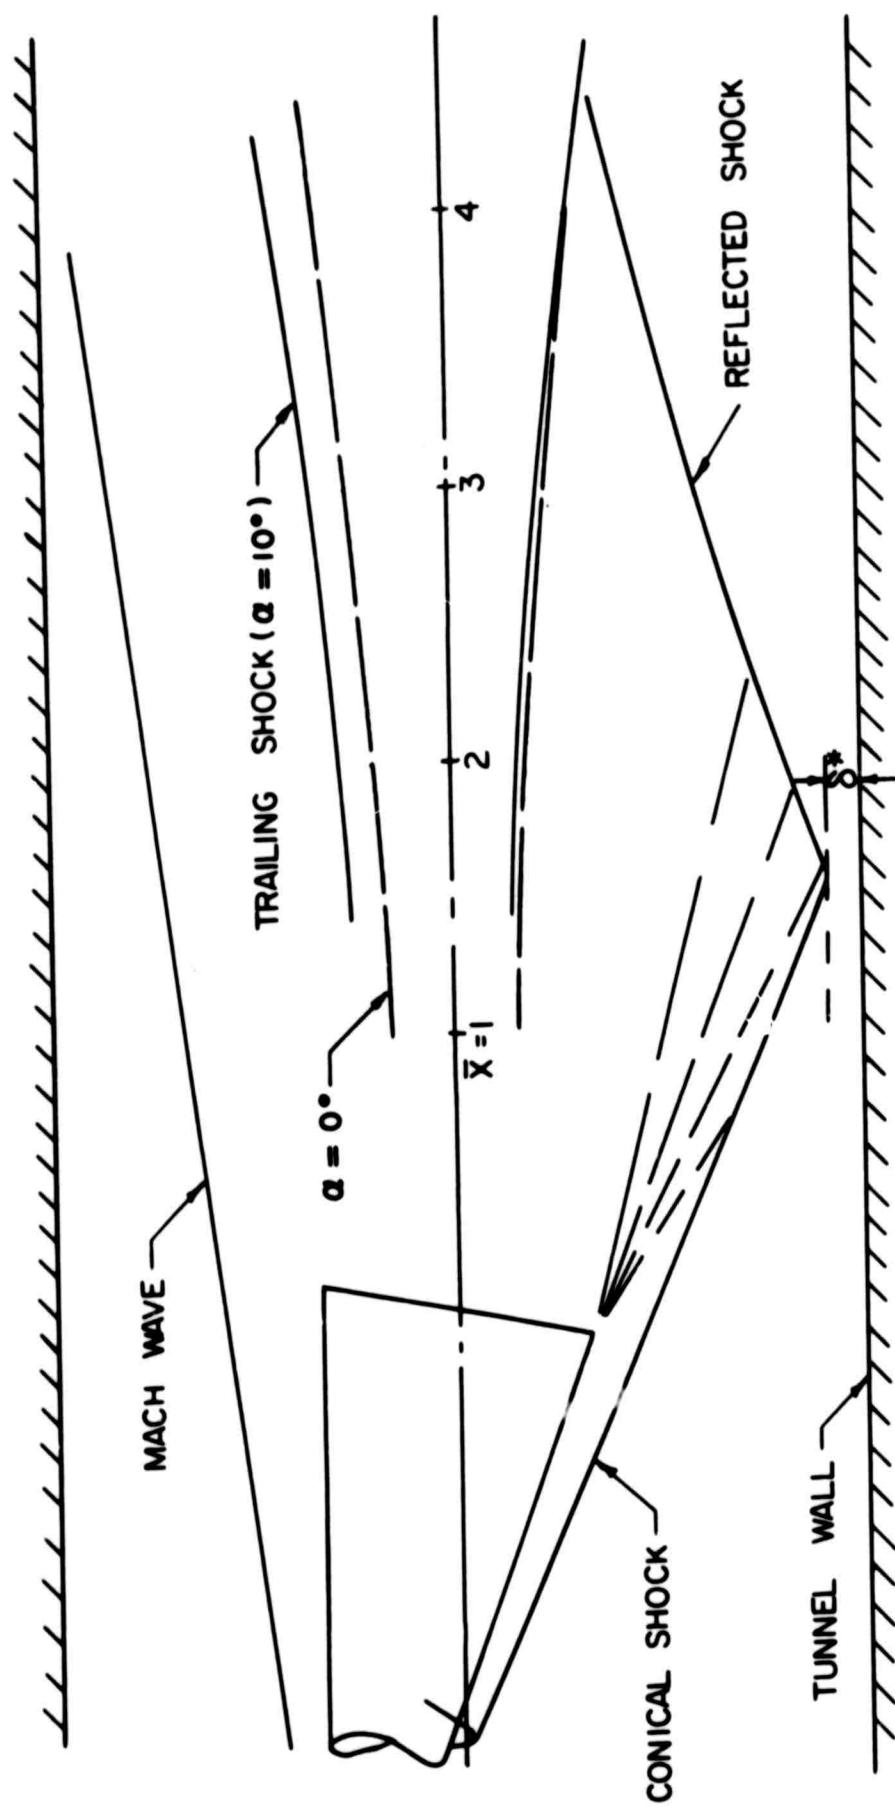 MACH WAVE
TRAILING SHOCK (α = 10°)
α = 0°
X̄ = 1
2
3
4
δ*
REFLECTED SHOCK
CONICAL SHOCK
TUNNEL WALL